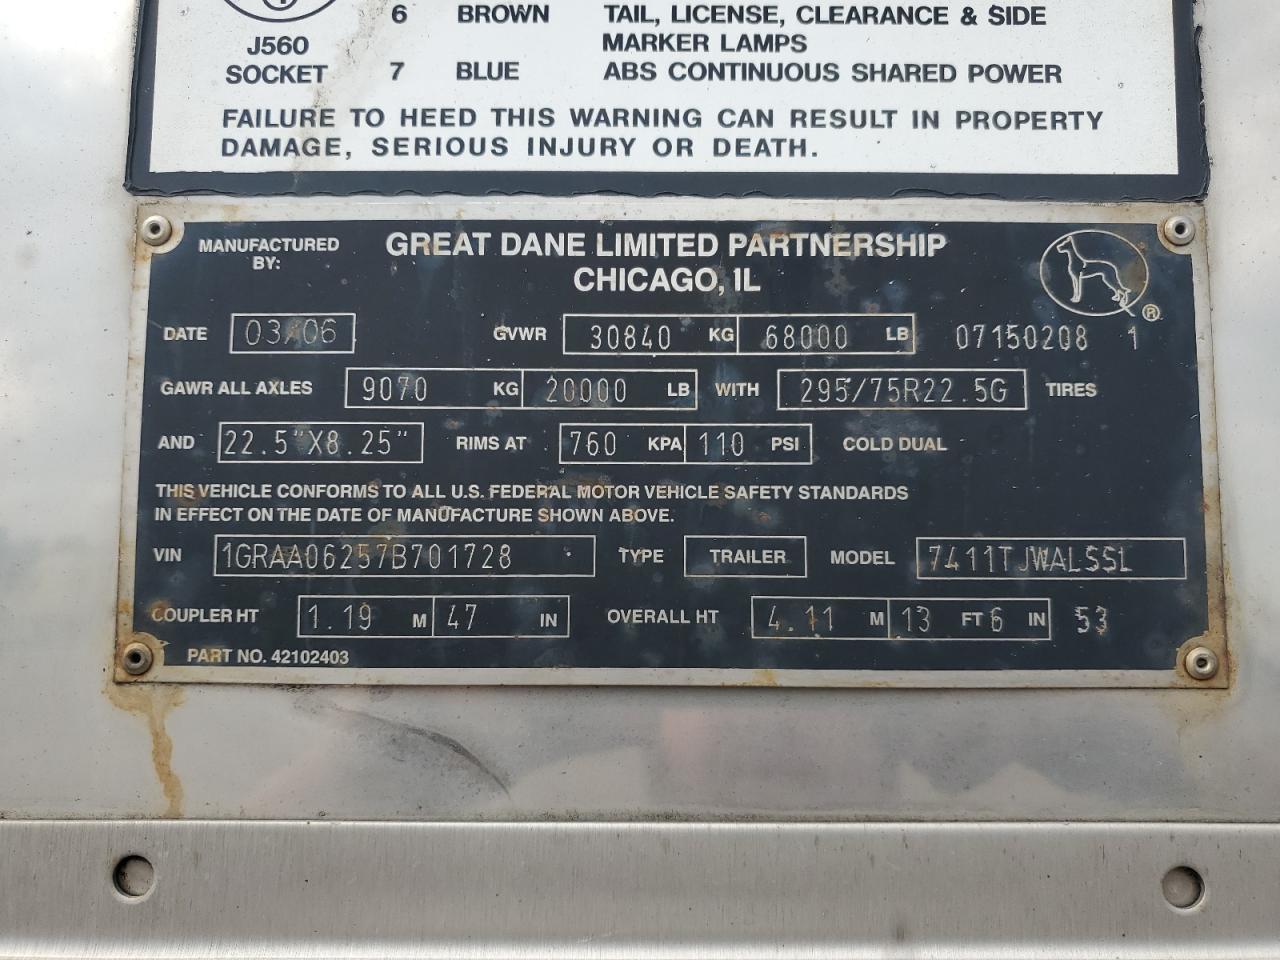 6 BROWN TAIL, LICENSE, CLEARANCE & SIDE
MARKER LAMPS
J560
SOCKET 7 BLUE ABS CONTINUOUS SHARED POWER
FAILURE TO HEED THIS WARNING CAN RESULT IN PROPERTY
DAMAGE, SERIOUS INJURY OR DEATH.
MANUFACTURED BY: GREAT DANE LIMITED PARTNERSHIP
CHICAGO, IL
®
DATE 03/06 GVWR 30840 KG 68000 LB 07150208 1
GAWR ALL AXLES 9070 KG 20000 LB WITH 295/75R22.5G TIRES
AND 22.5"X8.25" RIMS AT 760 KPA 110 PSI COLD DUAL
THIS VEHICLE CONFORMS TO ALL U.S. FEDERAL MOTOR VEHICLE SAFETY STANDARDS
IN EFFECT ON THE DATE OF MANUFACTURE SHOWN ABOVE.
VIN 1GRAA06257B701728 TYPE TRAILER MODEL 7411TJWALSSL
COUPLER HT 1.19 M 47 IN OVERALL HT 4.11 M 13 FT 6 IN 53
PART NO. 42102403